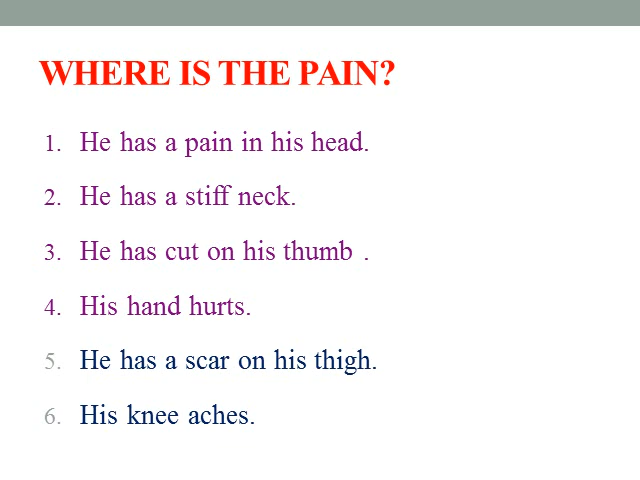 WHERE IS THE PAIN?
1. He has a pain in his head.
2. He has a stiff neck.
3. He has cut on his thumb .
4. His hand hurts.
5. He has a scar on his thigh.
6. His knee aches.